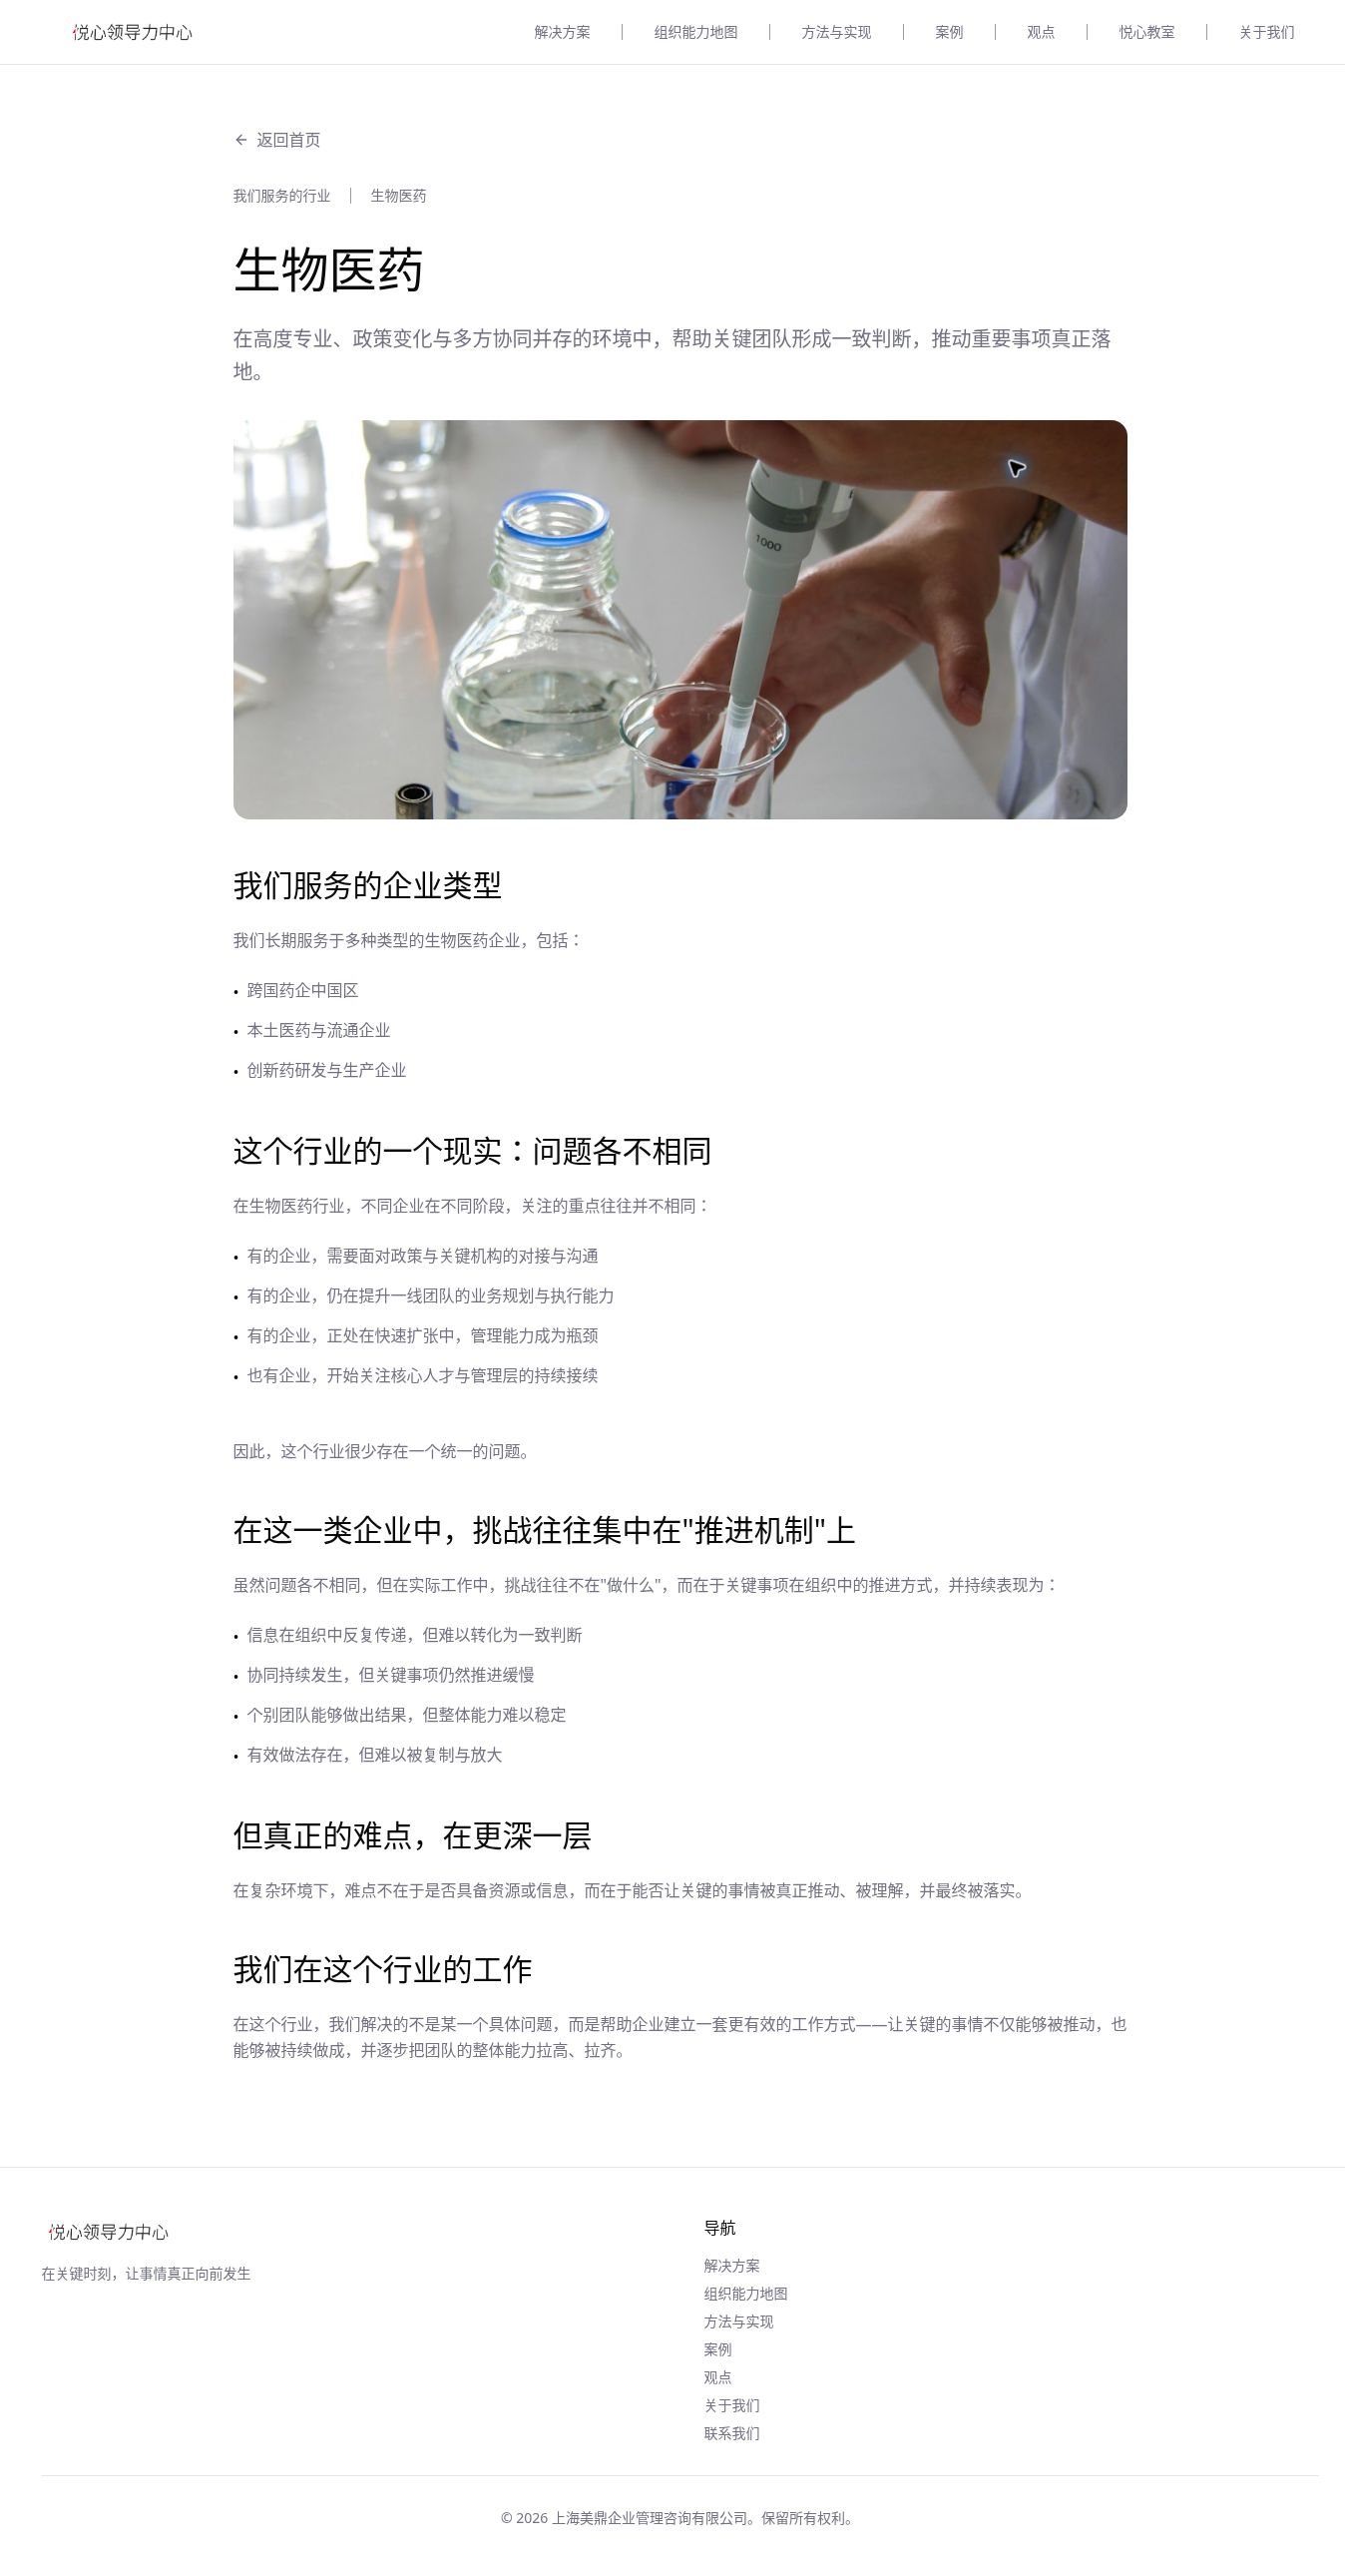 悦心领导力中心
解决方案
组织能力地图
方法与实现
案例
观点
悦心教室
关于我们
← 返回首页
我们服务的行业
生物医药
生物医药
在高度专业、政策变化与多方协同并存的环境中，帮助关键团队形成一致判断，推动重要事项真正落
地。
1000
我们服务的企业类型
我们长期服务于多种类型的生物医药企业，包括：
• 跨国药企中国区
• 本土医药与流通企业
• 创新药研发与生产企业
这个行业的一个现实：问题各不相同
在生物医药行业，不同企业在不同阶段，关注的重点往往并不相同：
• 有的企业，需要面对政策与关键机构的对接与沟通
• 有的企业，仍在提升一线团队的业务规划与执行能力
• 有的企业，正处在快速扩张中，管理能力成为瓶颈
• 也有企业，开始关注核心人才与管理层的持续接续
因此，这个行业很少存在一个统一的问题。
在这一类企业中，挑战往往集中在"推进机制"上
虽然问题各不相同，但在实际工作中，挑战往往不在"做什么"，而在于关键事项在组织中的推进方式，并持续表现为：
• 信息在组织中反复传递，但难以转化为一致判断
• 协同持续发生，但关键事项仍然推进缓慢
• 个别团队能够做出结果，但整体能力难以稳定
• 有效做法存在，但难以被复制与放大
但真正的难点，在更深一层
在复杂环境下，难点不在于是否具备资源或信息，而在于能否让关键的事情被真正推动、被理解，并最终被落实。
我们在这个行业的工作
在这个行业，我们解决的不是某一个具体问题，而是帮助企业建立一套更有效的工作方式——让关键的事情不仅能够被推动，也
能够被持续做成，并逐步把团队的整体能力拉高、拉齐。
悦心领导力中心
在关键时刻，让事情真正向前发生
导航
解决方案
组织能力地图
方法与实现
案例
观点
关于我们
联系我们
© 2026 上海美鼎企业管理咨询有限公司。保留所有权利。